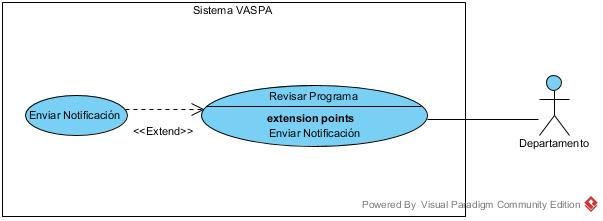 Sistema VASPA
Revisar Programa
extension points
Enviar Notificación
Enviar Notificación
<<Extend>>
Departamento
Powered By Visual Paradigm Community Edition